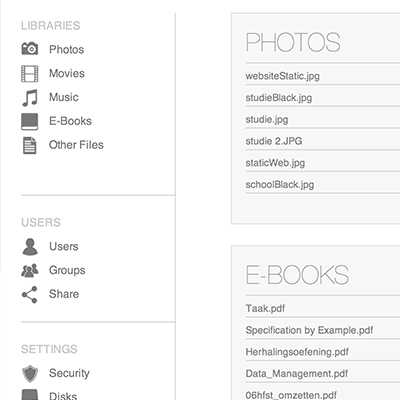 LIBRARIES
Photos
Movies
Music
E-Books
Other Files
USERS
Users
Groups
Share
SETTINGS
Security
Disks
PHOTOS
websiteStatic.jpg
studieBlack.jpg
studie.jpg
studie 2.JPG
staticWeb.jpg
schoolBlack.jpg
E-BOOKS
Taak.pdf
Specification by Example.pdf
Herhalingsoefening.pdf
Data_Management.pdf
06hfst_omzetten.pdf